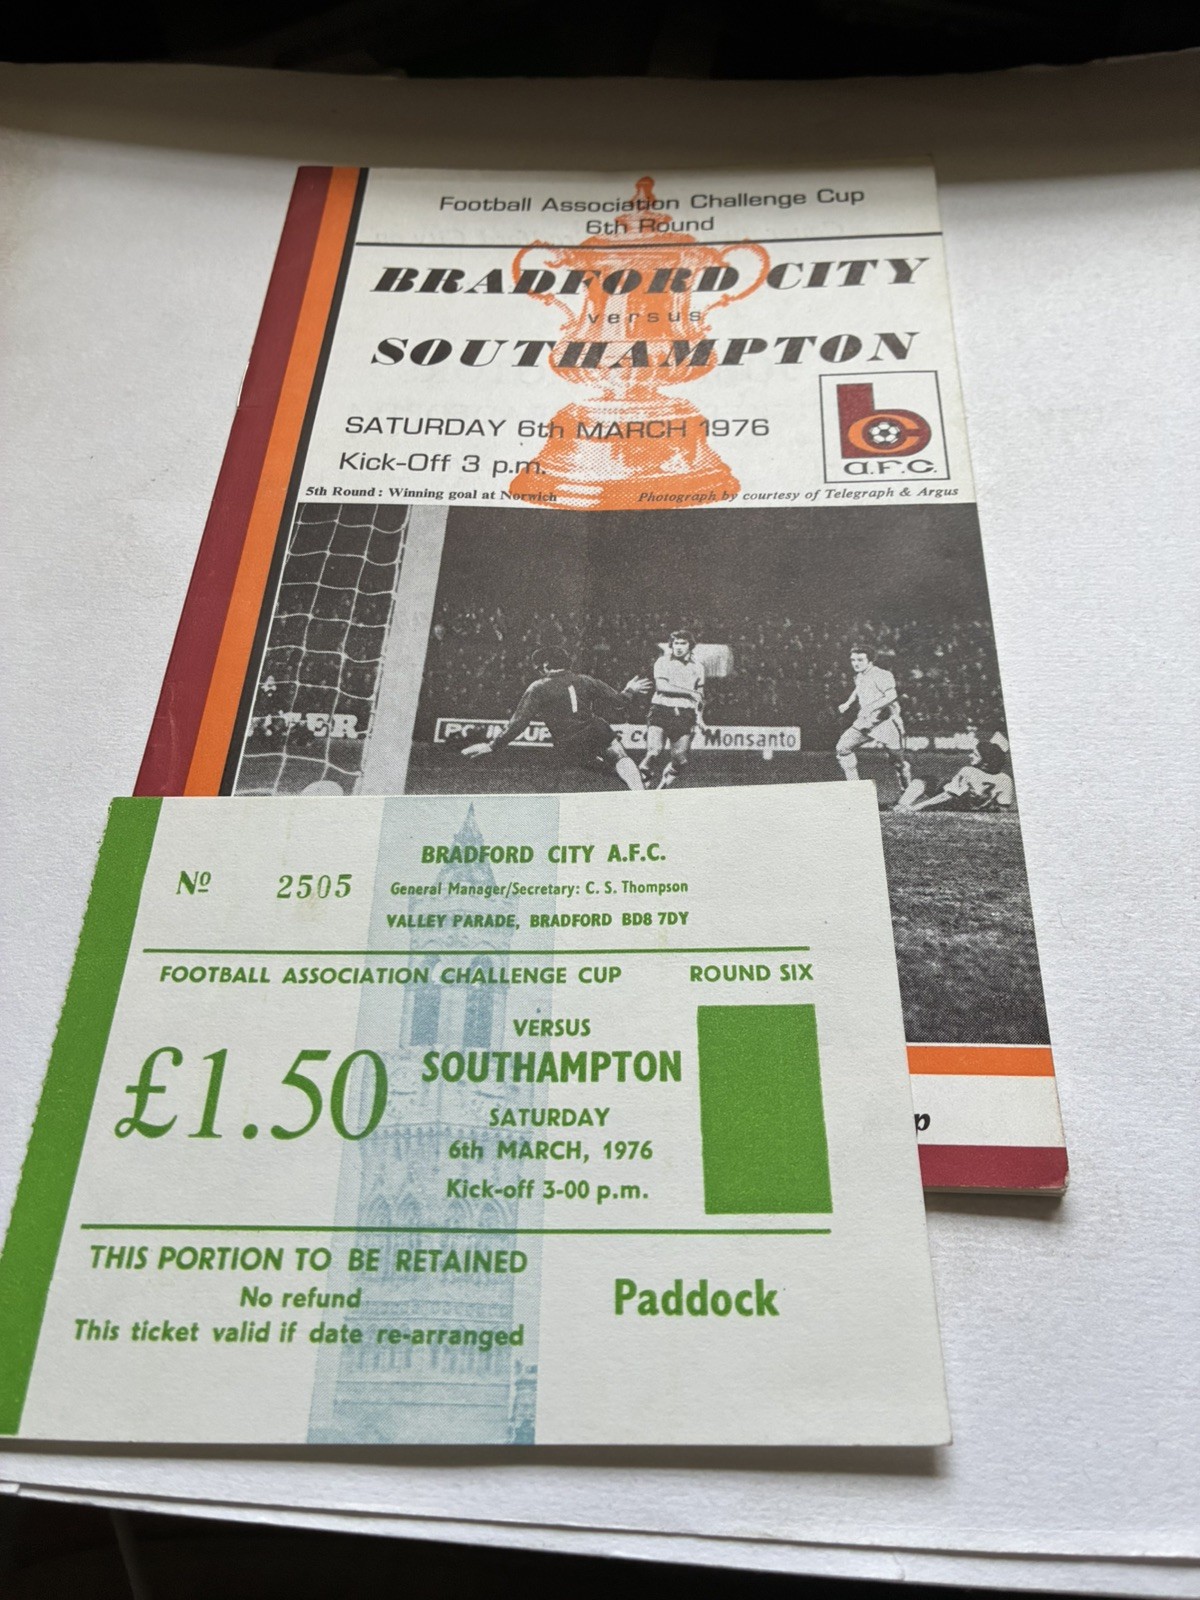 Football Association Challenge Cup
6th Round
BRADFORD CITY
versus
SOUTHAMPTON
SATURDAY 6th MARCH 1976
Kick-Off 3 p.m.
bc
a.F.C.
5th Round: Winning goal at Norwich
Photograph by courtesy of Telegraph & Argus
1
Monsanto
7
p
Nº 2505
BRADFORD CITY A.F.C.
General Manager/Secretary: C. S. Thompson
VALLEY PARADE, BRADFORD BD8 7DY
FOOTBALL ASSOCIATION CHALLENGE CUP ROUND SIX
£1.50
VERSUS
SOUTHAMPTON
SATURDAY
6th MARCH, 1976
Kick-off 3-00 p.m.
THIS PORTION TO BE RETAINED
No refund
This ticket valid if date re-arranged
Paddock